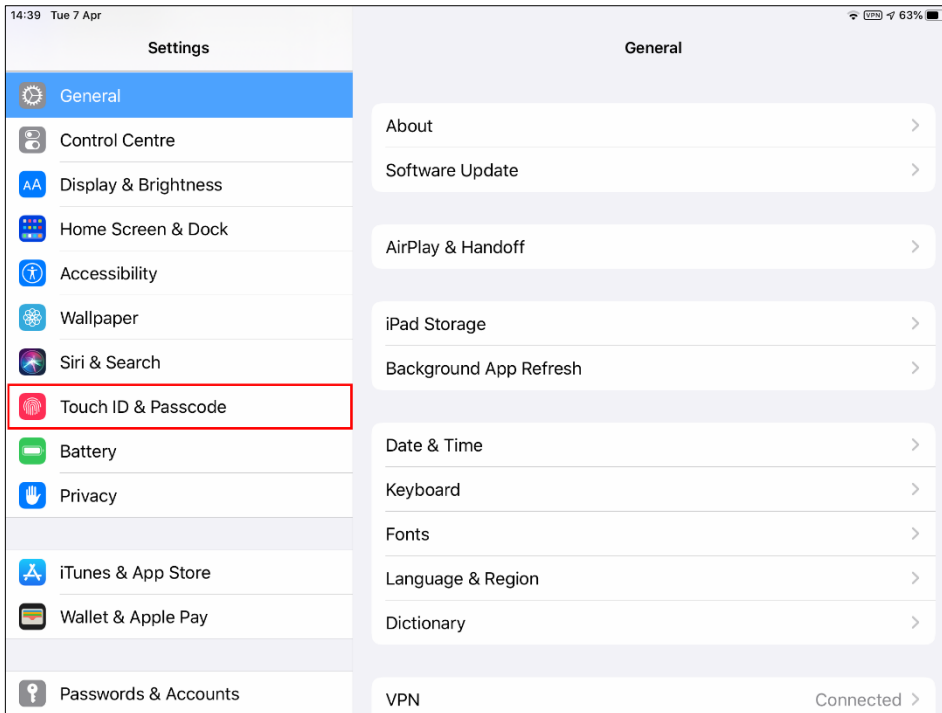 14:39 Tue 7 Apr
VPN 63%
Settings
General
Control Centre
AA Display & Brightness
Home Screen & Dock
Accessibility
Wallpaper
Siri & Search
Touch ID & Passcode
Battery
Privacy
iTunes & App Store
Wallet & Apple Pay
Passwords & Accounts
General
About
Software Update
AirPlay & Handoff
iPad Storage
Background App Refresh
Date & Time
Keyboard
Fonts
Language & Region
Dictionary
VPN Connected